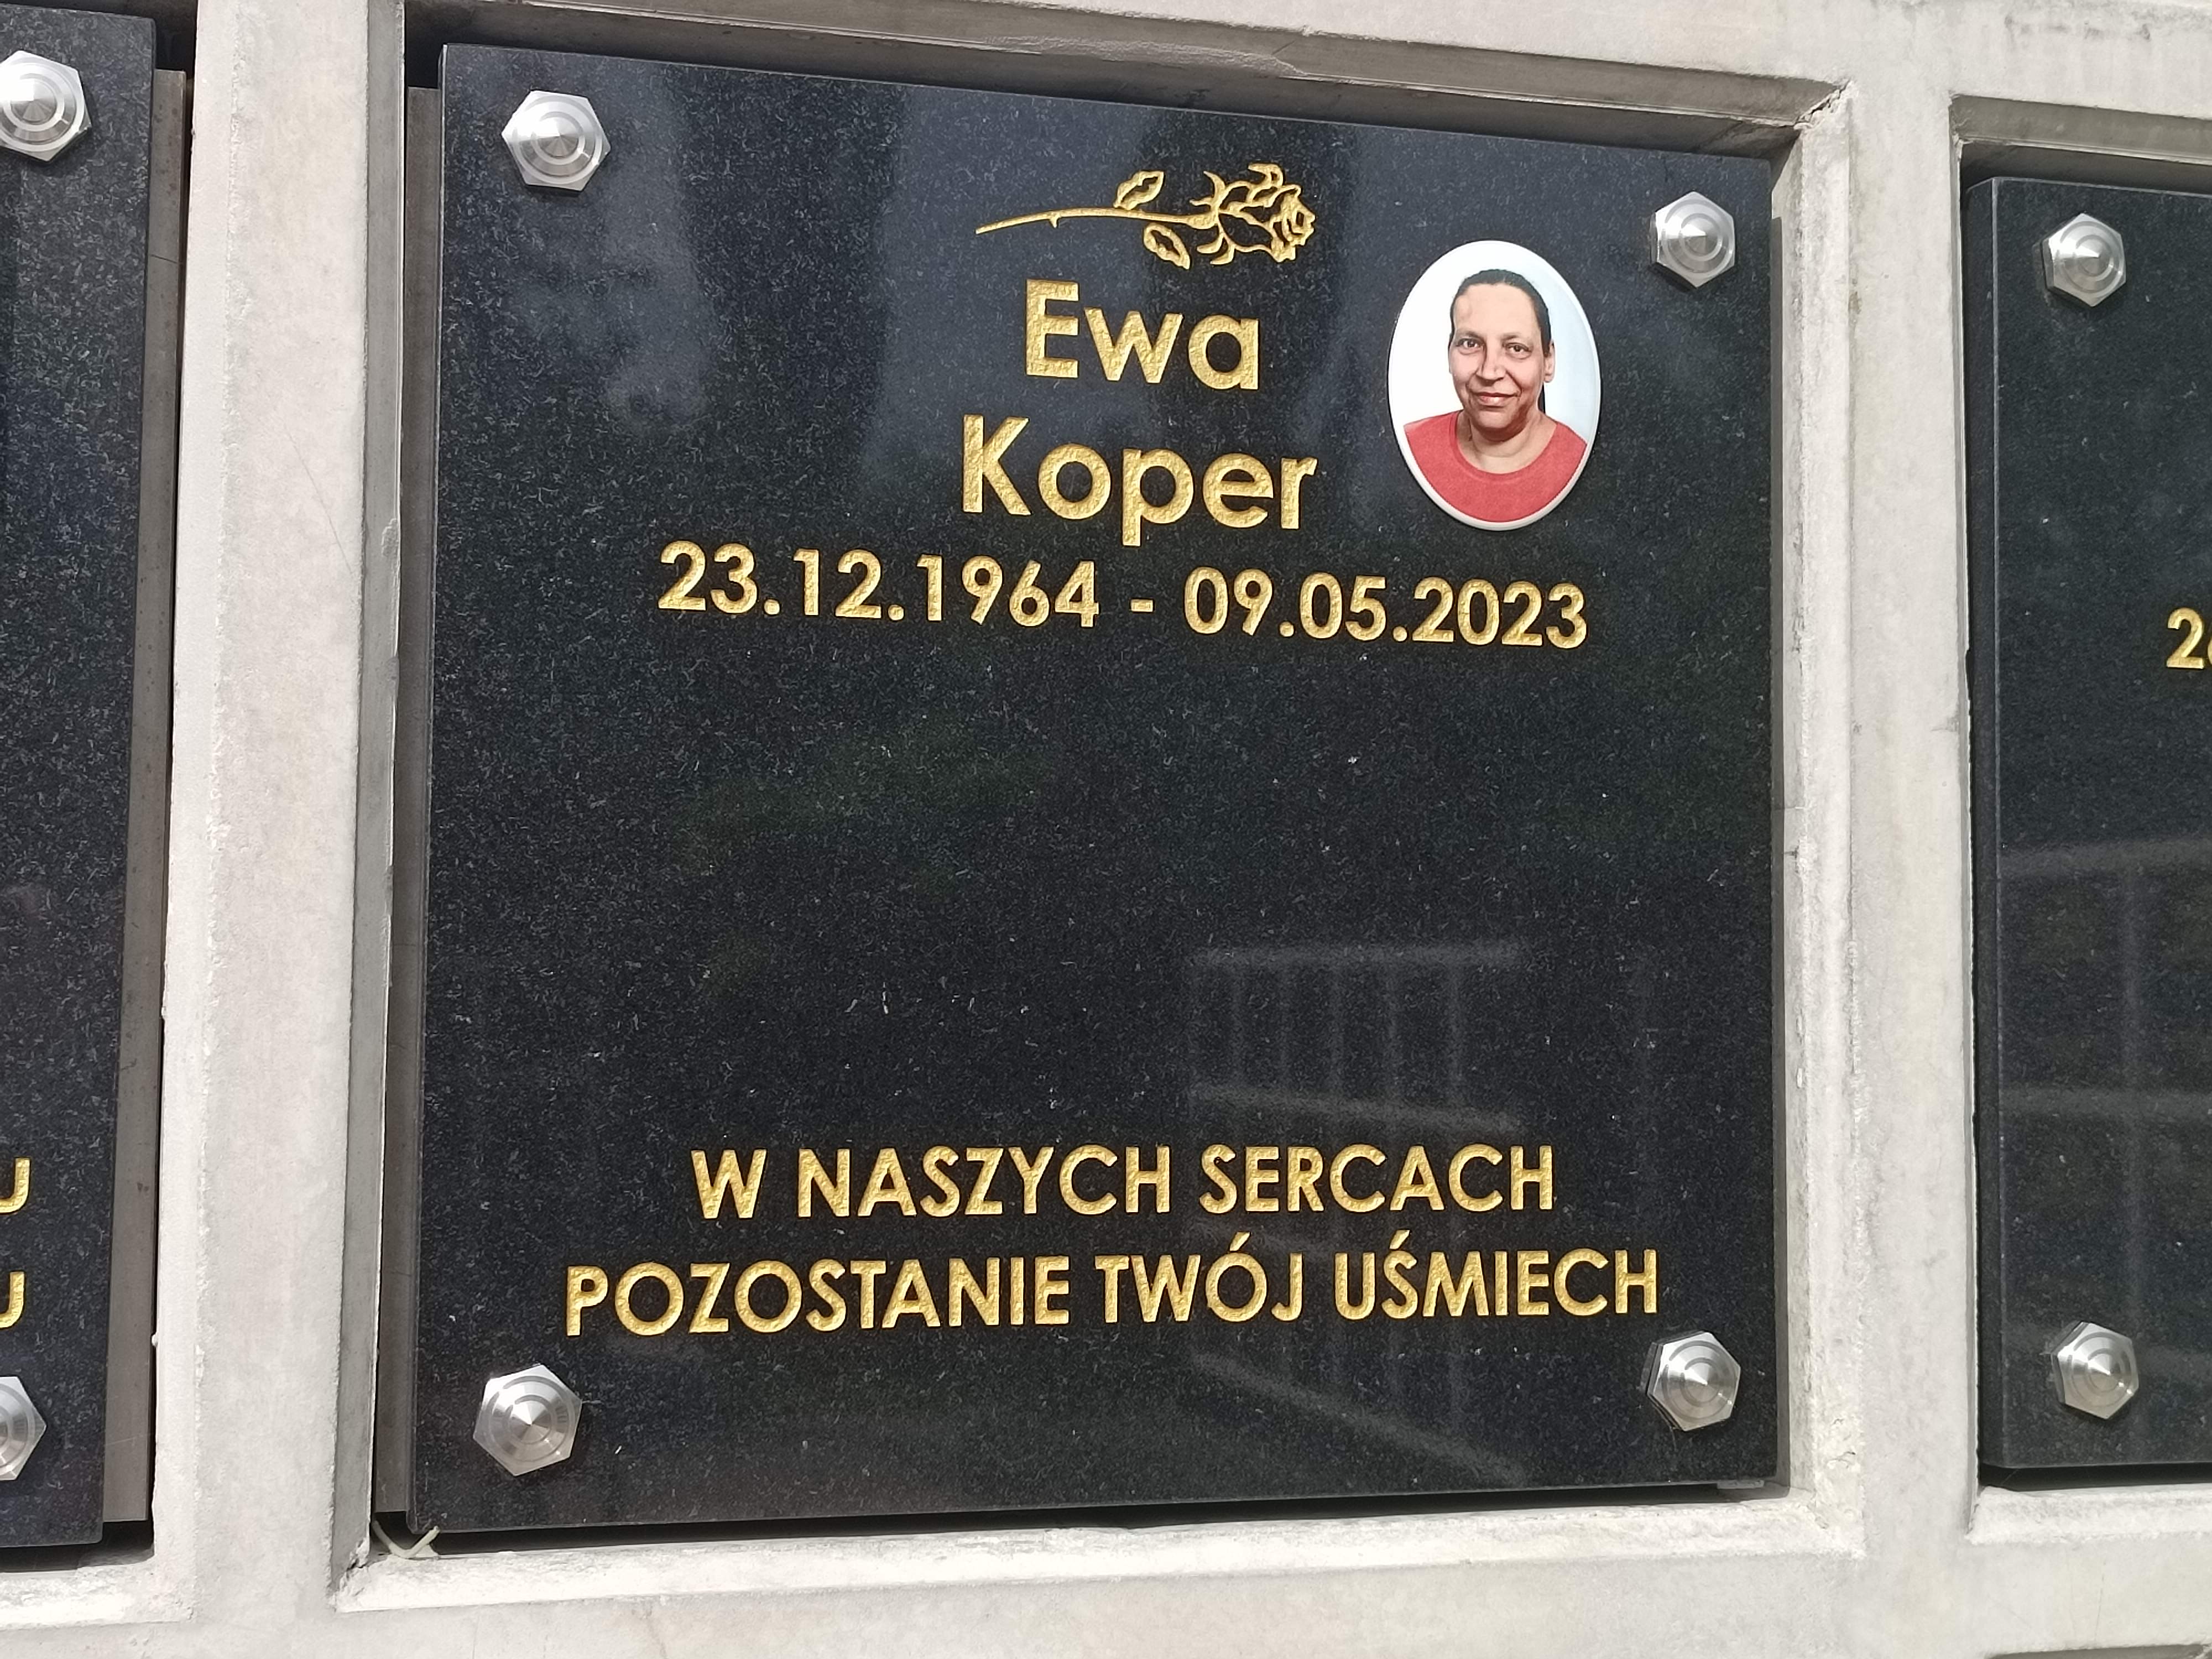 Ewa
Koper
23.12.1964 - 09.05.2023
W NASZYCH SERCACH
POZOSTANIE TWÓJ UŚMIECH